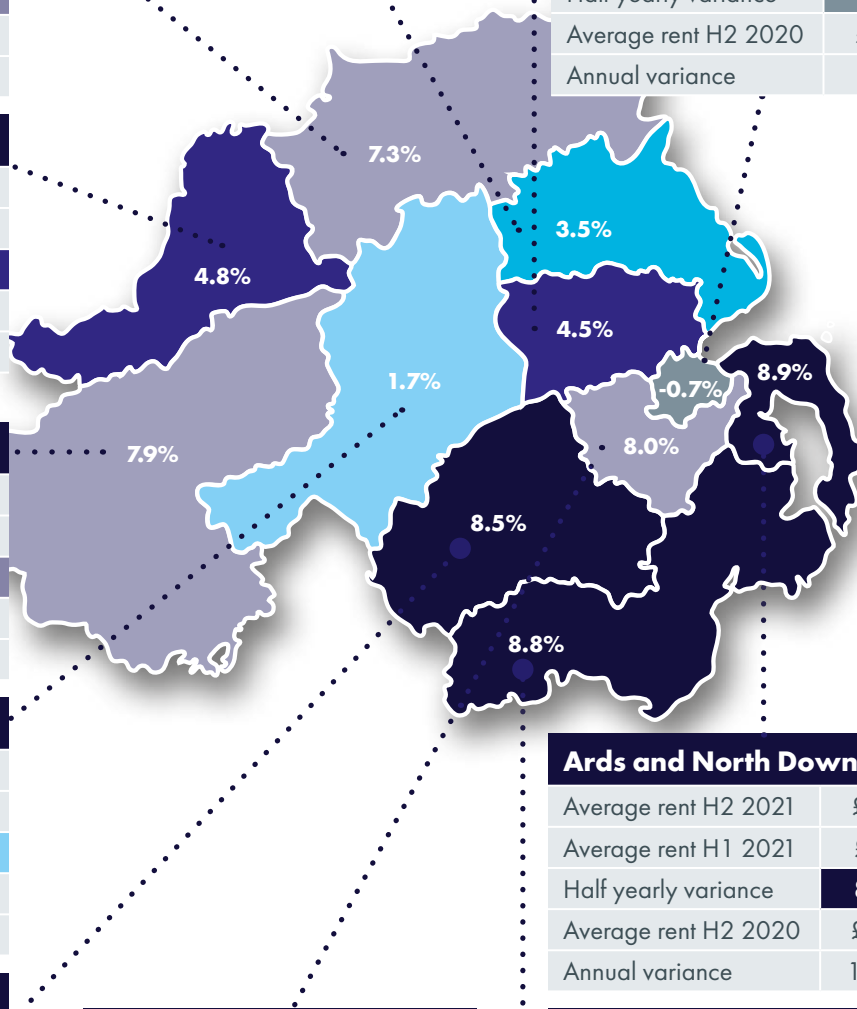 Average rent H2 2020
Annual variance
7.3%
3.5%
4.8%
4.5%
1.7%
-0.7%
8.9%
7.9%
8.0%
8.5%
8.8%
Ards and North Down
Average rent H2 2021
Average rent H1 2021
Half yearly variance
Average rent H2 2020
Annual variance